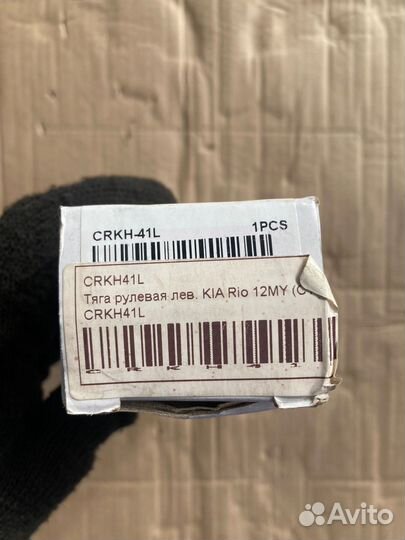 CRKH-41L 1PCS
CRKH41L
Тяга рулевая лев. KIA Rio 12MY (С
CRKH41L
Avito